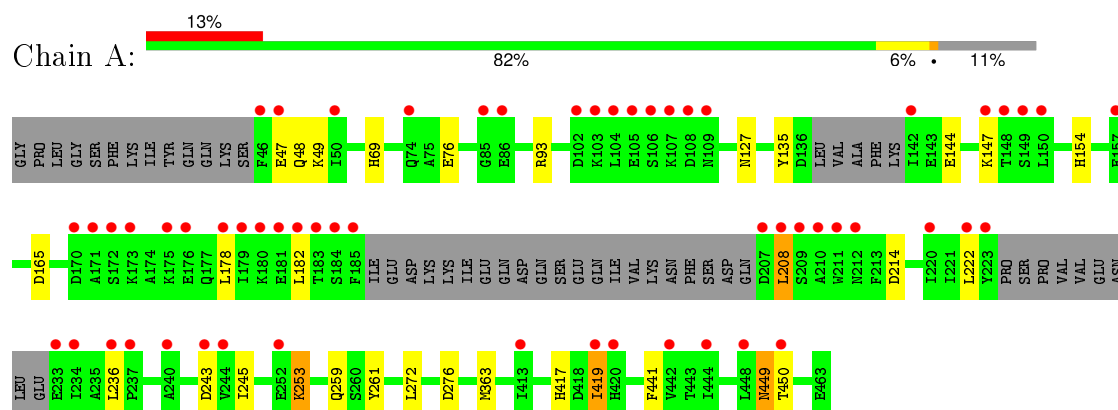 13%
Chain A:
82% 6% • 11%
GLY PRO LEU GLY SER PHE LYS ILE TYR GLN GLN LYS SER F46 E47 Q48 K49 I50 H69 Q74 A75 E76 G85 E86 R93 D102 K103 L104 E105 S106 K107 D108 N109 N127 Y135 D136 LEU VAL ALA PHE LYS I142 E143 E144 K147 T148 S149 L150 H154 E157
D165 D170 A171 S172 K173 A174 K175 E176 Q177 L178 I179 K180 E181 L182 T183 S184 F185 ILE GLU ASP LYS LYS ILE GLU GLN ASP GLN SER GLU GLN ILE VAL LYS ASN PHE SER ASP GLN D207 L208 S209 A210 W211 N212 F213 D214 I220 I221 L222 Y223 PRO SER PRO VAL VAL GLU ASN
LEU GLU E233 I234 A235 L236 P237 A240 D243 V244 I245 E252 K253 Q259 S260 Y261 L272 D276 M363 I413 H417 D418 I419 H420 F441 V442 T443 I444 L448 N449 T450 E463